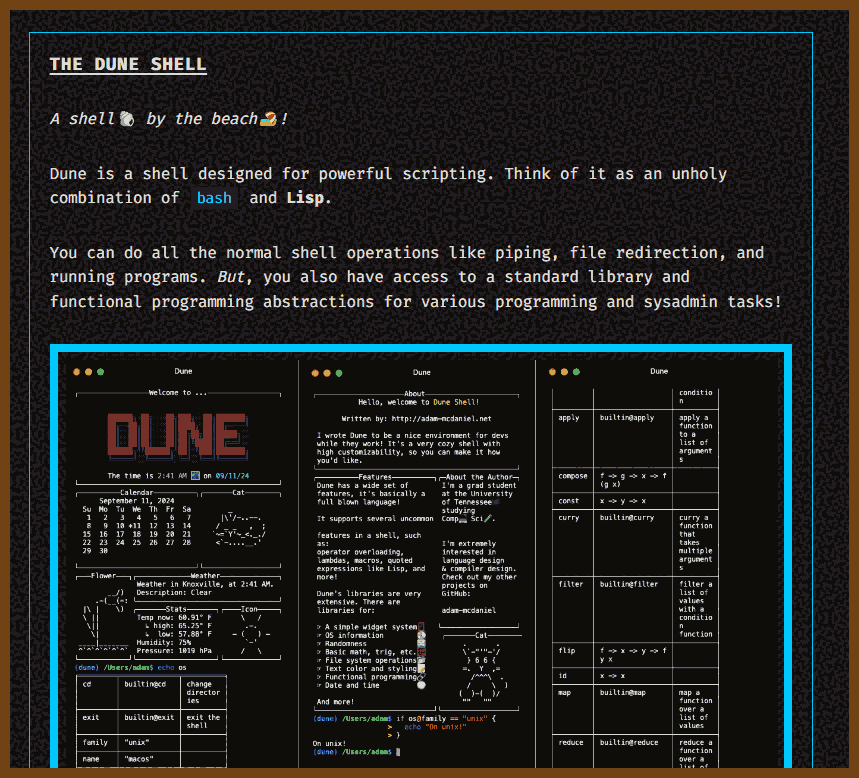 THE DUNE SHELL
A shell🐚 by the beach🏖️!
Dune is a shell designed for powerful scripting. Think of it as an unholy
combination of bash and Lisp.
You can do all the normal shell operations like piping, file redirection, and
running programs. But, you also have access to a standard library and
functional programming abstractions for various programming and sysadmin tasks!
Dune
Welcome to ...
DUNE
The time is 2:41 AM on 09/11/24
Calendar
September 11, 2024
Su Mo Tu We Th Fr Sa
1 2 3 4 5 6 7
8 9 10 *11 12 13 14
15 16 17 18 19 20 21
22 23 24 25 26 27 28
29 30
Cat
Flower
Weather
Weather in Knoxville, at 2:41 AM.
Description: Clear
Stats
Temp now: 60.91° F
↳ high: 65.25° F
↳ low: 57.88° F
Humidity: 75%
Pressure: 1019 hPa
Icon
(dune) /Users/adam$ echo os
cd builtin@cd change
director
ies
exit builtin@exit exit the
shell
family "unix"
name "macos"
Dune
About
Hello, welcome to Dune Shell!
Written by: http://adam-mcdaniel.net
I wrote Dune to be a nice environment for devs
while they work! It's a very cozy shell with
high customizability, so you can make it how
you'd like.
Features
Dune has a wide set of
features, it's basically a
full blown language!
It supports several uncommon
features in a shell, such
as:
operator overloading,
lambdas, macros, quoted
expressions like Lisp, and
more!
Dune's libraries are very
extensive. There are
libraries for:
☞ A simple widget system
☞ OS information
☞ Randomness
☞ Basic math, trig, etc.
☞ File system operations
☞ Text color and styling
☞ Functional programming
☞ Date and time
And more!
About the Author
I'm a grad student
at the University
of Tennessee
studying
Comp Sci.
I'm extremely
interested in
language design
& compiler design.
Check out my other
projects on
GitHub:
adam-mcdaniel
Cat
(dune) /Users/adam$ if os@family == "unix" {
> echo "On unix!"
> }
On unix!
(dune) /Users/adam$
Dune
conditio
n
apply builtin@apply apply a
function
to a
list of
argument
s
compose f -> g -> x -> f
(g x)
const x -> y -> x
curry builtin@curry curry a
function
that
takes
multiple
argument
s
filter builtin@filter filter a
list of
values
with a
conditio
n
function
flip f -> x -> y -> f
y x
id x -> x
map builtin@map map a
function
over a
list of
values
reduce builtin@reduce reduce a
function
over a
list of